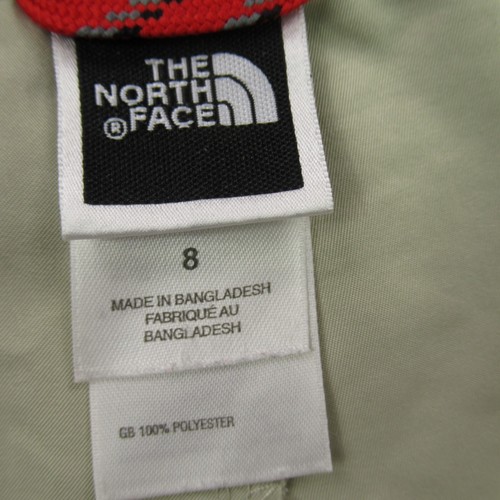 THE
NORTH
FACE
®
8
MADE IN BANGLADESH
FABRIQUÉ AU
BANGLADESH
GB 100% POLYESTER